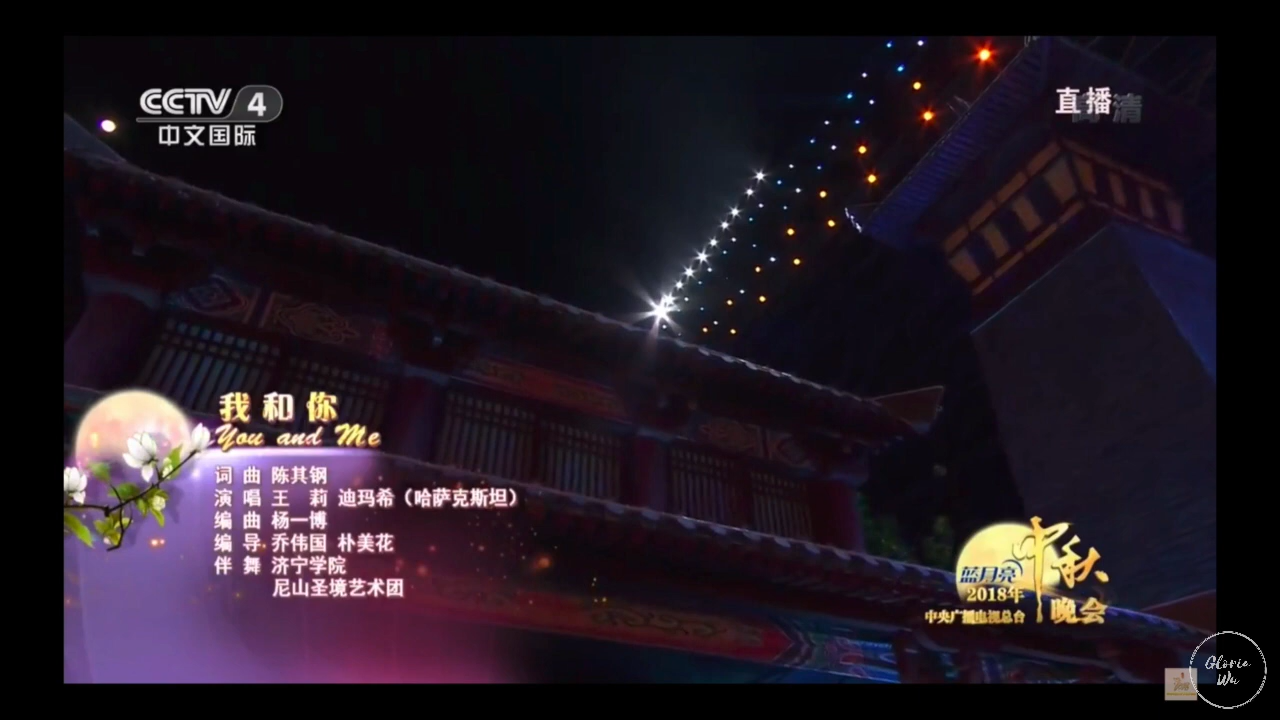 CCTV 4
中文国际
直播
我和你
You and Me
词 曲 陈其钢
演 唱 王 莉 迪玛希（哈萨克斯坦）
编 曲 杨一博
编 导 乔伟国 朴美花
伴 舞 济宁学院
尼山圣境艺术团
中秋
蓝月亮
2018年
中央广播电视总台
晚会
Glorie
Wu